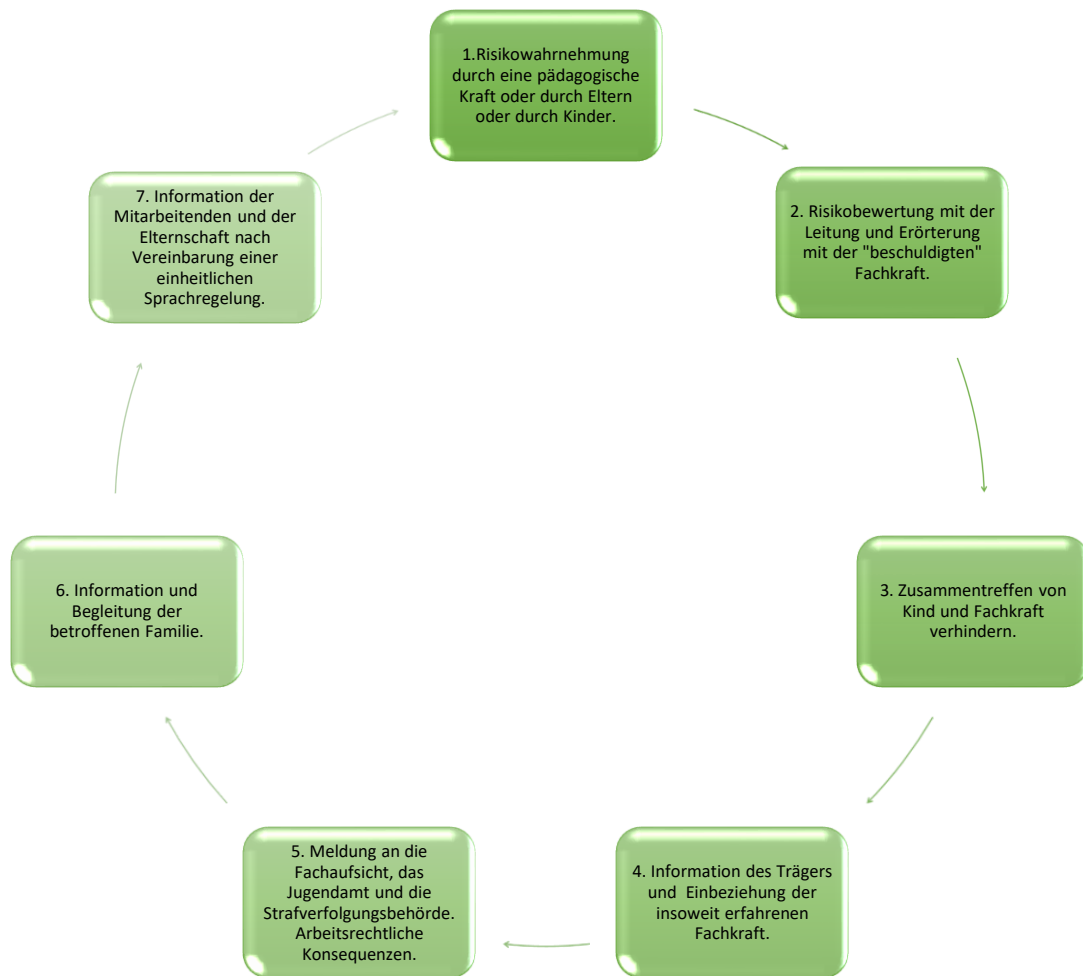 1.Risikowahrnehmung
durch eine pädagogische
Kraft oder durch Eltern
oder durch Kinder.
2. Risikobewertung mit der
Leitung und Erörterung
mit der "beschuldigten"
Fachkraft.
3. Zusammentreffen von
Kind und Fachkraft
verhindern.
4. Information des Trägers
und Einbeziehung der
insoweit erfahrenen
Fachkraft.
5. Meldung an die
Fachaufsicht, das
Jugendamt und die
Strafverfolgungsbehörde.
Arbeitsrechtliche
Konsequenzen.
6. Information und
Begleitung der
betroffenen Familie.
7. Information der
Mitarbeitenden und der
Elternschaft nach
Vereinbarung einer
einheitlichen
Sprachregelung.